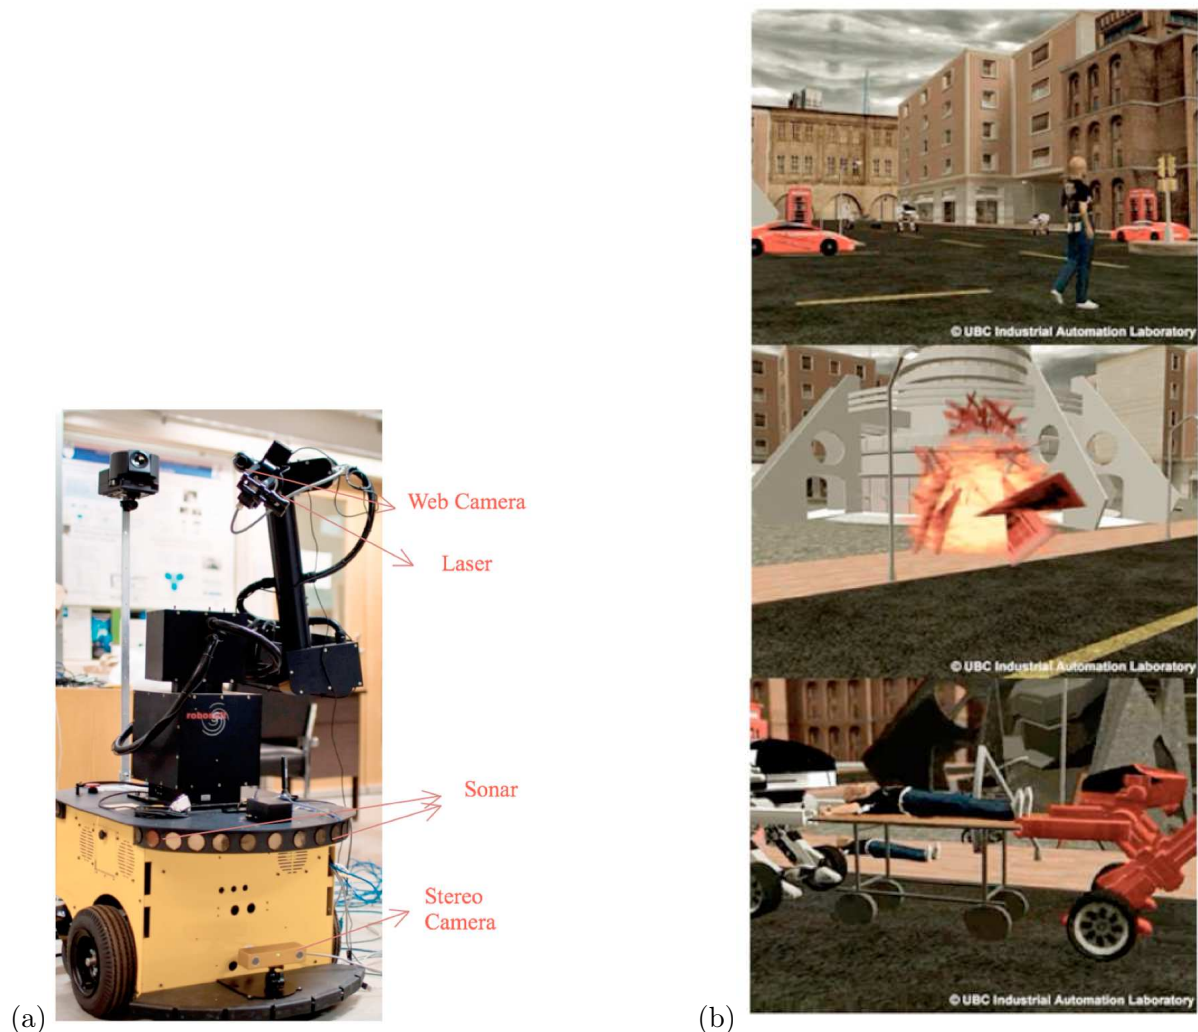 Web Camera
Laser
Sonar
Stereo
Camera
(a)
© UBC Industrial Automation Laboratory
© UBC Industrial Automation Laboratory
© UBC Industrial Automation Laboratory
(b)